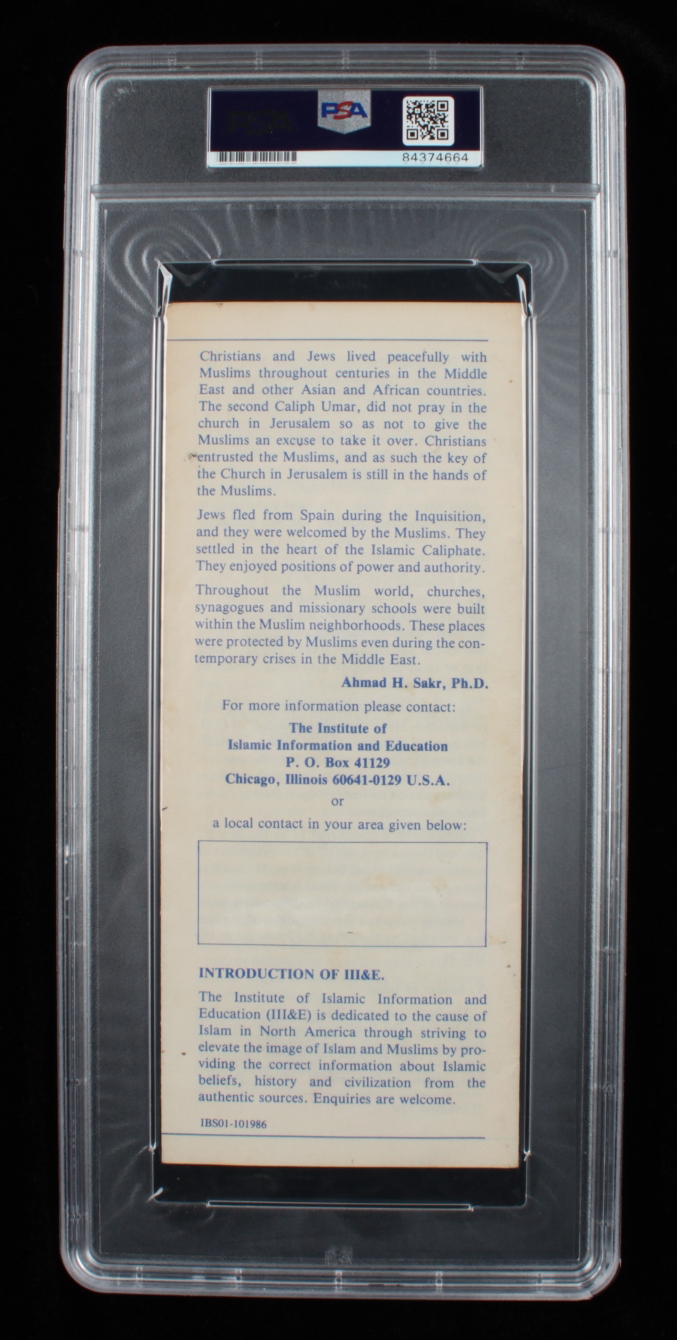 PSA
84374664
Christians and Jews lived peacefully with
Muslims throughout centuries in the Middle
East and other Asian and African countries.
The second Caliph Umar, did not pray in the
church in Jerusalem so as not to give the
Muslims an excuse to take it over. Christians
entrusted the Muslims, and as such the key of
the Church in Jerusalem is still in the hands of
the Muslims.
Jews fled from Spain during the Inquisition,
and they were welcomed by the Muslims. They
settled in the heart of the Islamic Caliphate.
They enjoyed positions of power and authority.
Throughout the Muslim world, churches,
synagogues and missionary schools were built
within the Muslim neighborhoods. These places
were protected by Muslims even during the con-
temporary crises in the Middle East.
Ahmad H. Sakr, Ph.D.
For more information please contact:
The Institute of
Islamic Information and Education
P. O. Box 41129
Chicago, Illinois 60641-0129 U.S.A.
or
a local contact in your area given below:
INTRODUCTION OF III&E.
The Institute of Islamic Information and
Education (III&E) is dedicated to the cause of
Islam in North America through striving to
elevate the image of Islam and Muslims by pro-
viding the correct information about Islamic
beliefs, history and civilization from the
authentic sources. Enquiries are welcome.
IBS01-101986